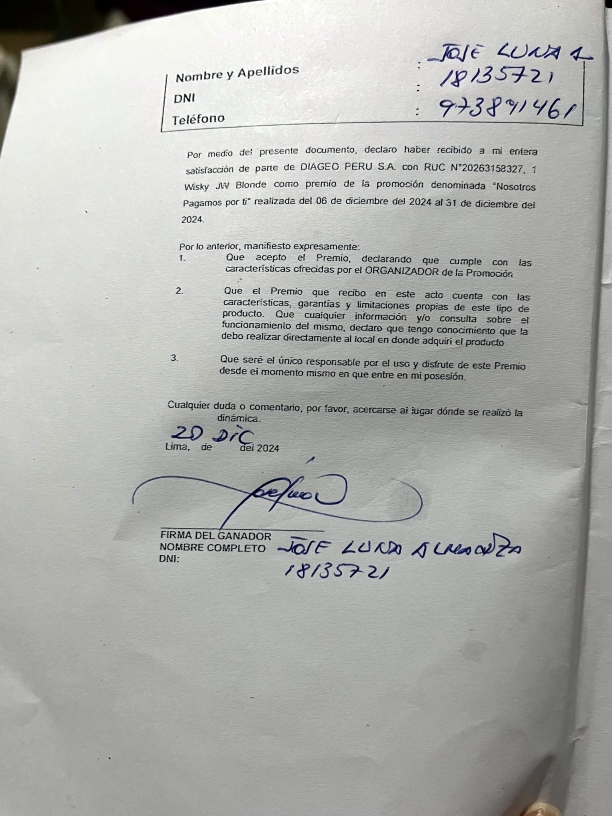 Nombre y Apellidos : JOSE LUNA A
DNI : 18135721
Teléfono : 973891461
Por medio del presente documento, declaro haber recibido a mi entera
satisfacción de parte de DIAGEO PERU S.A. con RUC N°20263158327, 1
Wisky JW Blonde como premio de la promoción denominada "Nosotros
Pagamos por ti" realizada del 06 de diciembre del 2024 al 31 de diciembre del
2024.
Por lo anterior, manifiesto expresamente:
1. Que acepto el Premio, declarando que cumple con las
características ofrecidas por el ORGANIZADOR de la Promoción
2. Que el Premio que recibo en este acto cuenta con las
características, garantías y limitaciones propias de este tipo de
producto. Que cualquier información y/o consulta sobre el
funcionamiento del mismo, declaro que tengo conocimiento que la
debo realizar directamente al local en donde adquirí el producto
3. Que seré el único responsable por el uso y disfrute de este Premio
desde el momento mismo en que entre en mi posesión.
Cualquier duda o comentario, por favor, acercarse al lugar dónde se realizó la
dinámica.
20 DIC
Lima, de del 2024
FIRMA DEL GANADOR
NOMBRE COMPLETO JOSE LUNA
DNI: 18135721